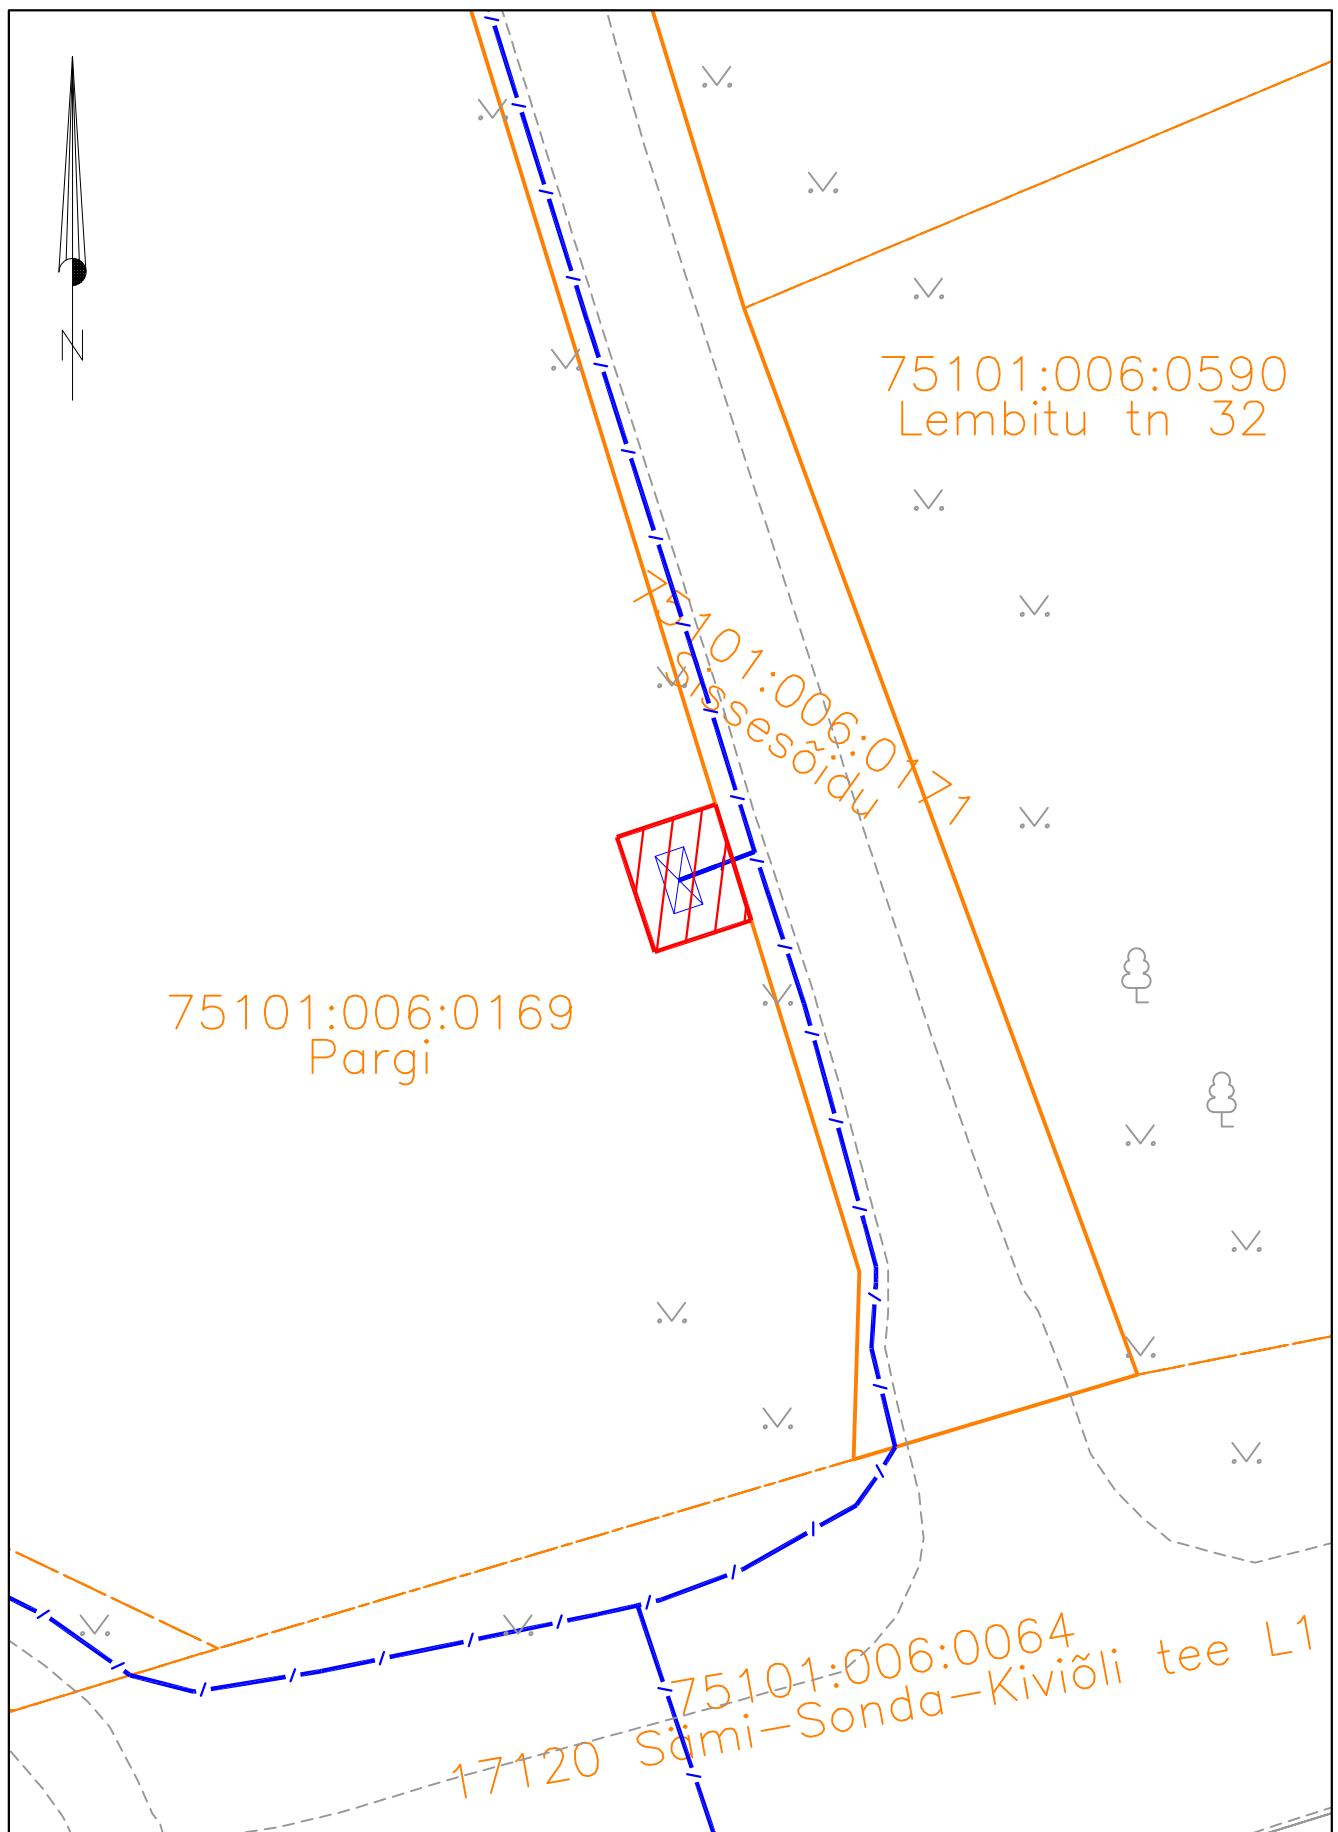 N
75101:006:0590
Lembitu tn 32
75101:006:0171
Sissesõidu
75101:006:0169
Pargi
75101:006:0064
17120 Sämi-Sonda-Kiviõli tee L1